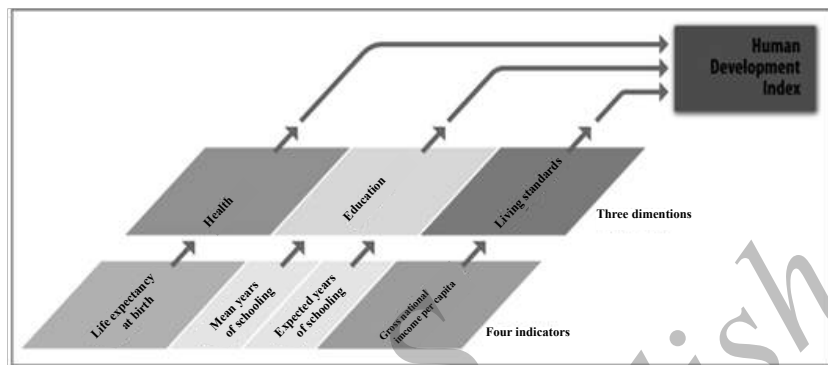 Human
Development
Index
Health
Education
Living standards
Three dimentions
Life expectancy
at birth
Mean years
of schooling
Expected years
of schooling
Gross national
income per capita
Four indicators